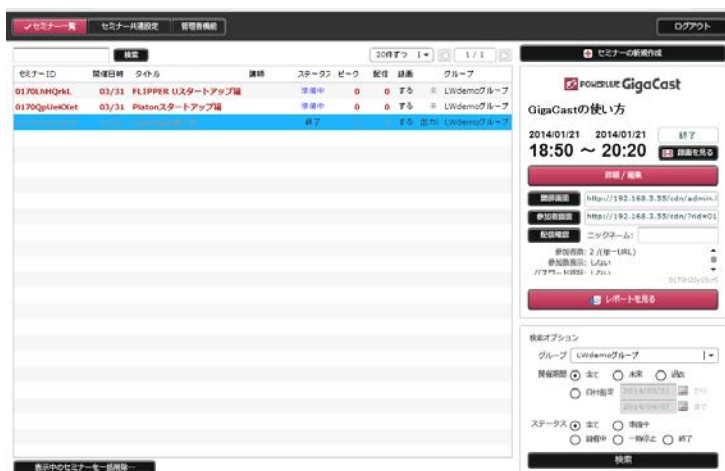 セミナー一覧 セミナー共通設定 管理者機能 ログアウト
検索 20件ずつ 1 / 1
セミナーID 開催日時 タイトル 講師 ステータス ピーク 配信 録画 グループ
0170LhHQrkL 03/31 FLIPPER Uスタートアップ編 準備中 0 0 する LWdemoグループ
0170QpUeKXet 03/31 Platonスタートアップ編 準備中 0 0 する LWdemoグループ
終了 する LWdemoグループ
セミナーの新規作成
POWERLIVE GigaCast
GigaCastの使い方
2014/01/21 2014/01/21 終了
18:50 ～ 20:20 録画を見る
詳細 / 編集
講師画面 http://192.168.3.55/cdn/admin.
参加者画面 http://192.168.3.55/cdn/?rid=01
配信確認 ニックネーム:
参加者数: 2 /(単一URL)
参加数表示: しない
レポートを見る
検索オプション
グループ LWdemoグループ
開催期間 全て 未来 過去
日付指定 2014/03/31 から
2014/04/07 まで
ステータス 全て 準備中
開催中 一時停止 終了
検索
表示中のセミナーを一括削除…